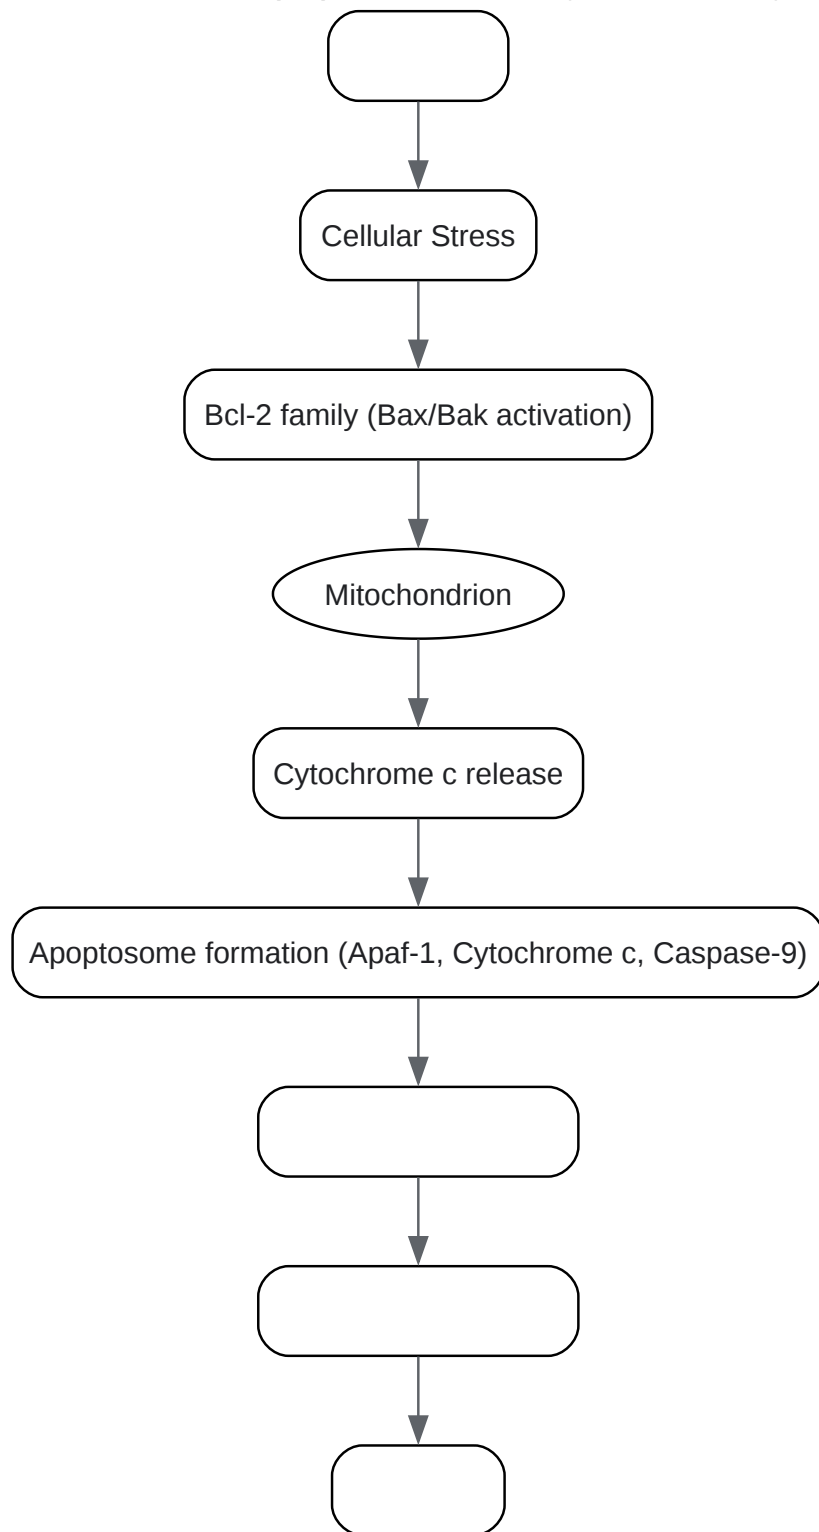 Cellular Stress
Bcl-2 family (Bax/Bak activation)
Mitochondrion
Cytochrome c release
Apoptosome formation (Apaf-1, Cytochrome c, Caspase-9)